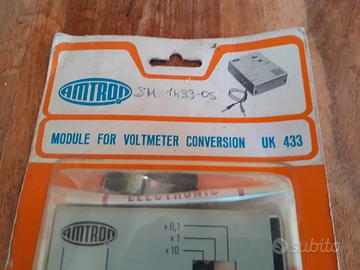 AMTRON
SM 1433-05
MODULE FOR VOLTMETER CONVERSION UK 433
ELECTRONIC
AMTRON
x 0,1
x 1
x 10
subito